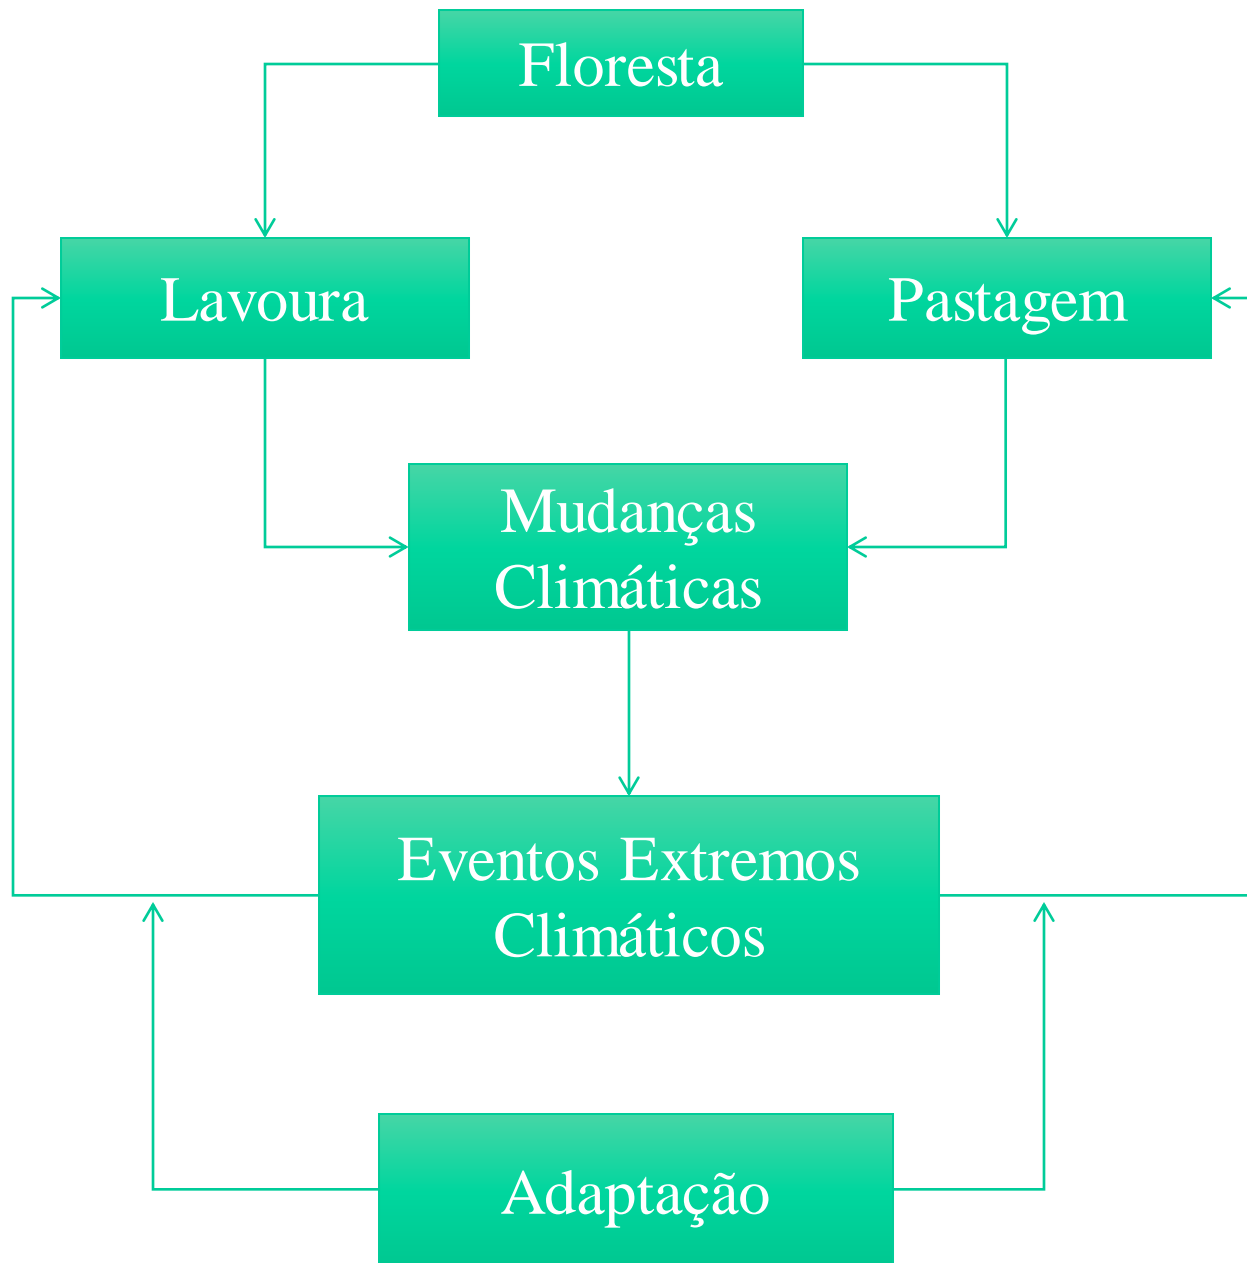 Floresta
Lavoura
Pastagem
Mudanças
Climáticas
Eventos Extremos
Climáticos
Adaptação